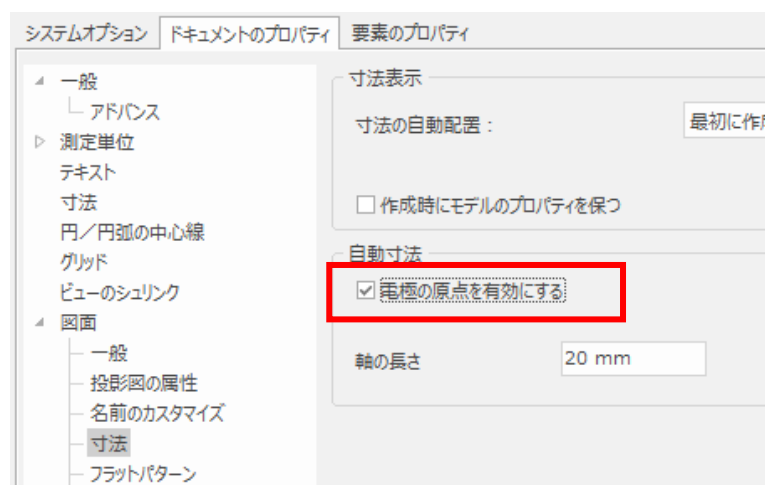 システムオプション ドキュメントのプロパティ 要素のプロパティ
一般
アドバンス
測定単位
テキスト
寸法
円／円弧の中心線
グリッド
ビューのシュリンク
図面
一般
投影図の属性
名前のカスタマイズ
寸法
フラットパターン
寸法表示
寸法の自動配置： 最初に作
作成時にモデルのプロパティを保つ
自動寸法
電極の原点を有効にする
軸の長さ 20 mm